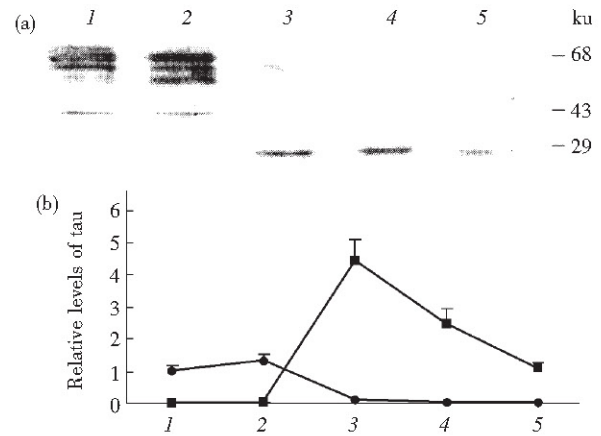 (a) 1 2 3 4 5 ku
– 68
– 43
– 29
(b)
Relative levels of tau
6
5
4
3
2
1
0
1 2 3 4 5